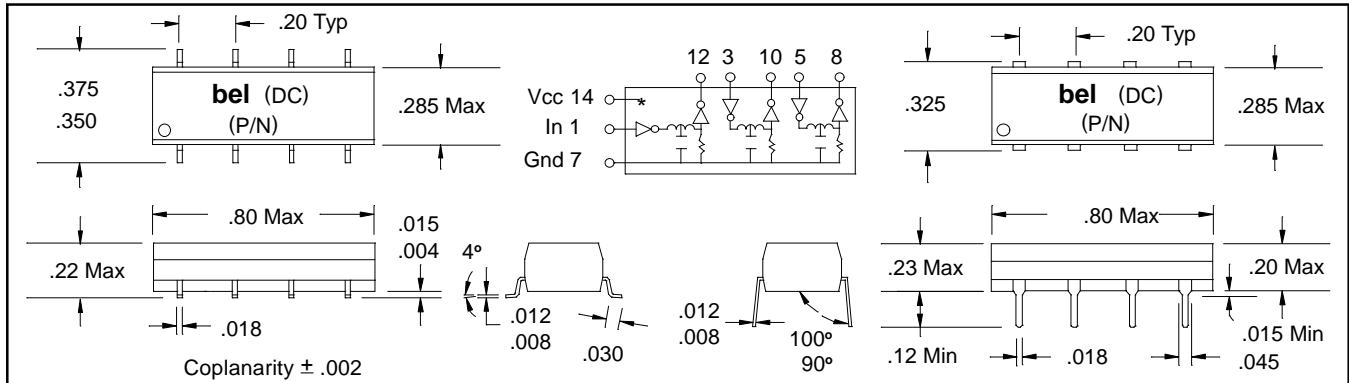 .20 Typ
.375
.350
bel (DC)
(P/N)
.285 Max
12 3 10 5 8
Vcc 14
*
In 1
Gnd 7
.20 Typ
.325
bel (DC)
(P/N)
.285 Max
.80 Max
.22 Max
.015
.004
.018
Coplanarity ± .002
4º
.012
.008
.030
.012
.008
100º
90º
.80 Max
.23 Max
.20 Max
.12 Min
.018
.015 Min
.045